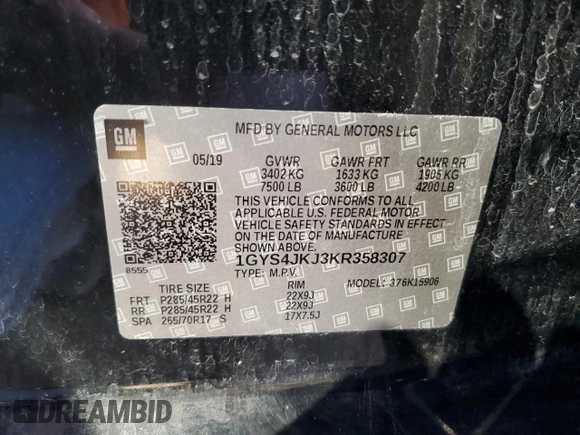 GM
MFD BY GENERAL MOTORS LLC
05/19 GVWR GAWR FRT GAWR RR
3402 KG 1633 KG 1905 KG
7500 LB 3600 LB 4200 LB
THIS VEHICLE CONFORMS TO ALL
APPLICABLE U.S. FEDERAL MOTOR
VEHICLE SAFETY STANDARDS IN EFFECT
ON THE DATE OF MANUFACTURE
SHOWN ABOVE.
1GYS4JKJ3KR358307
8555
TYPE: M.P.V. MODEL: 376K15906
TIRE SIZE RIM
FRT P285/45R22 H 22X9J
RR P285/45R22 H 22X9J
SPA 265/70R17 S 17X7.5J
DREAMBID